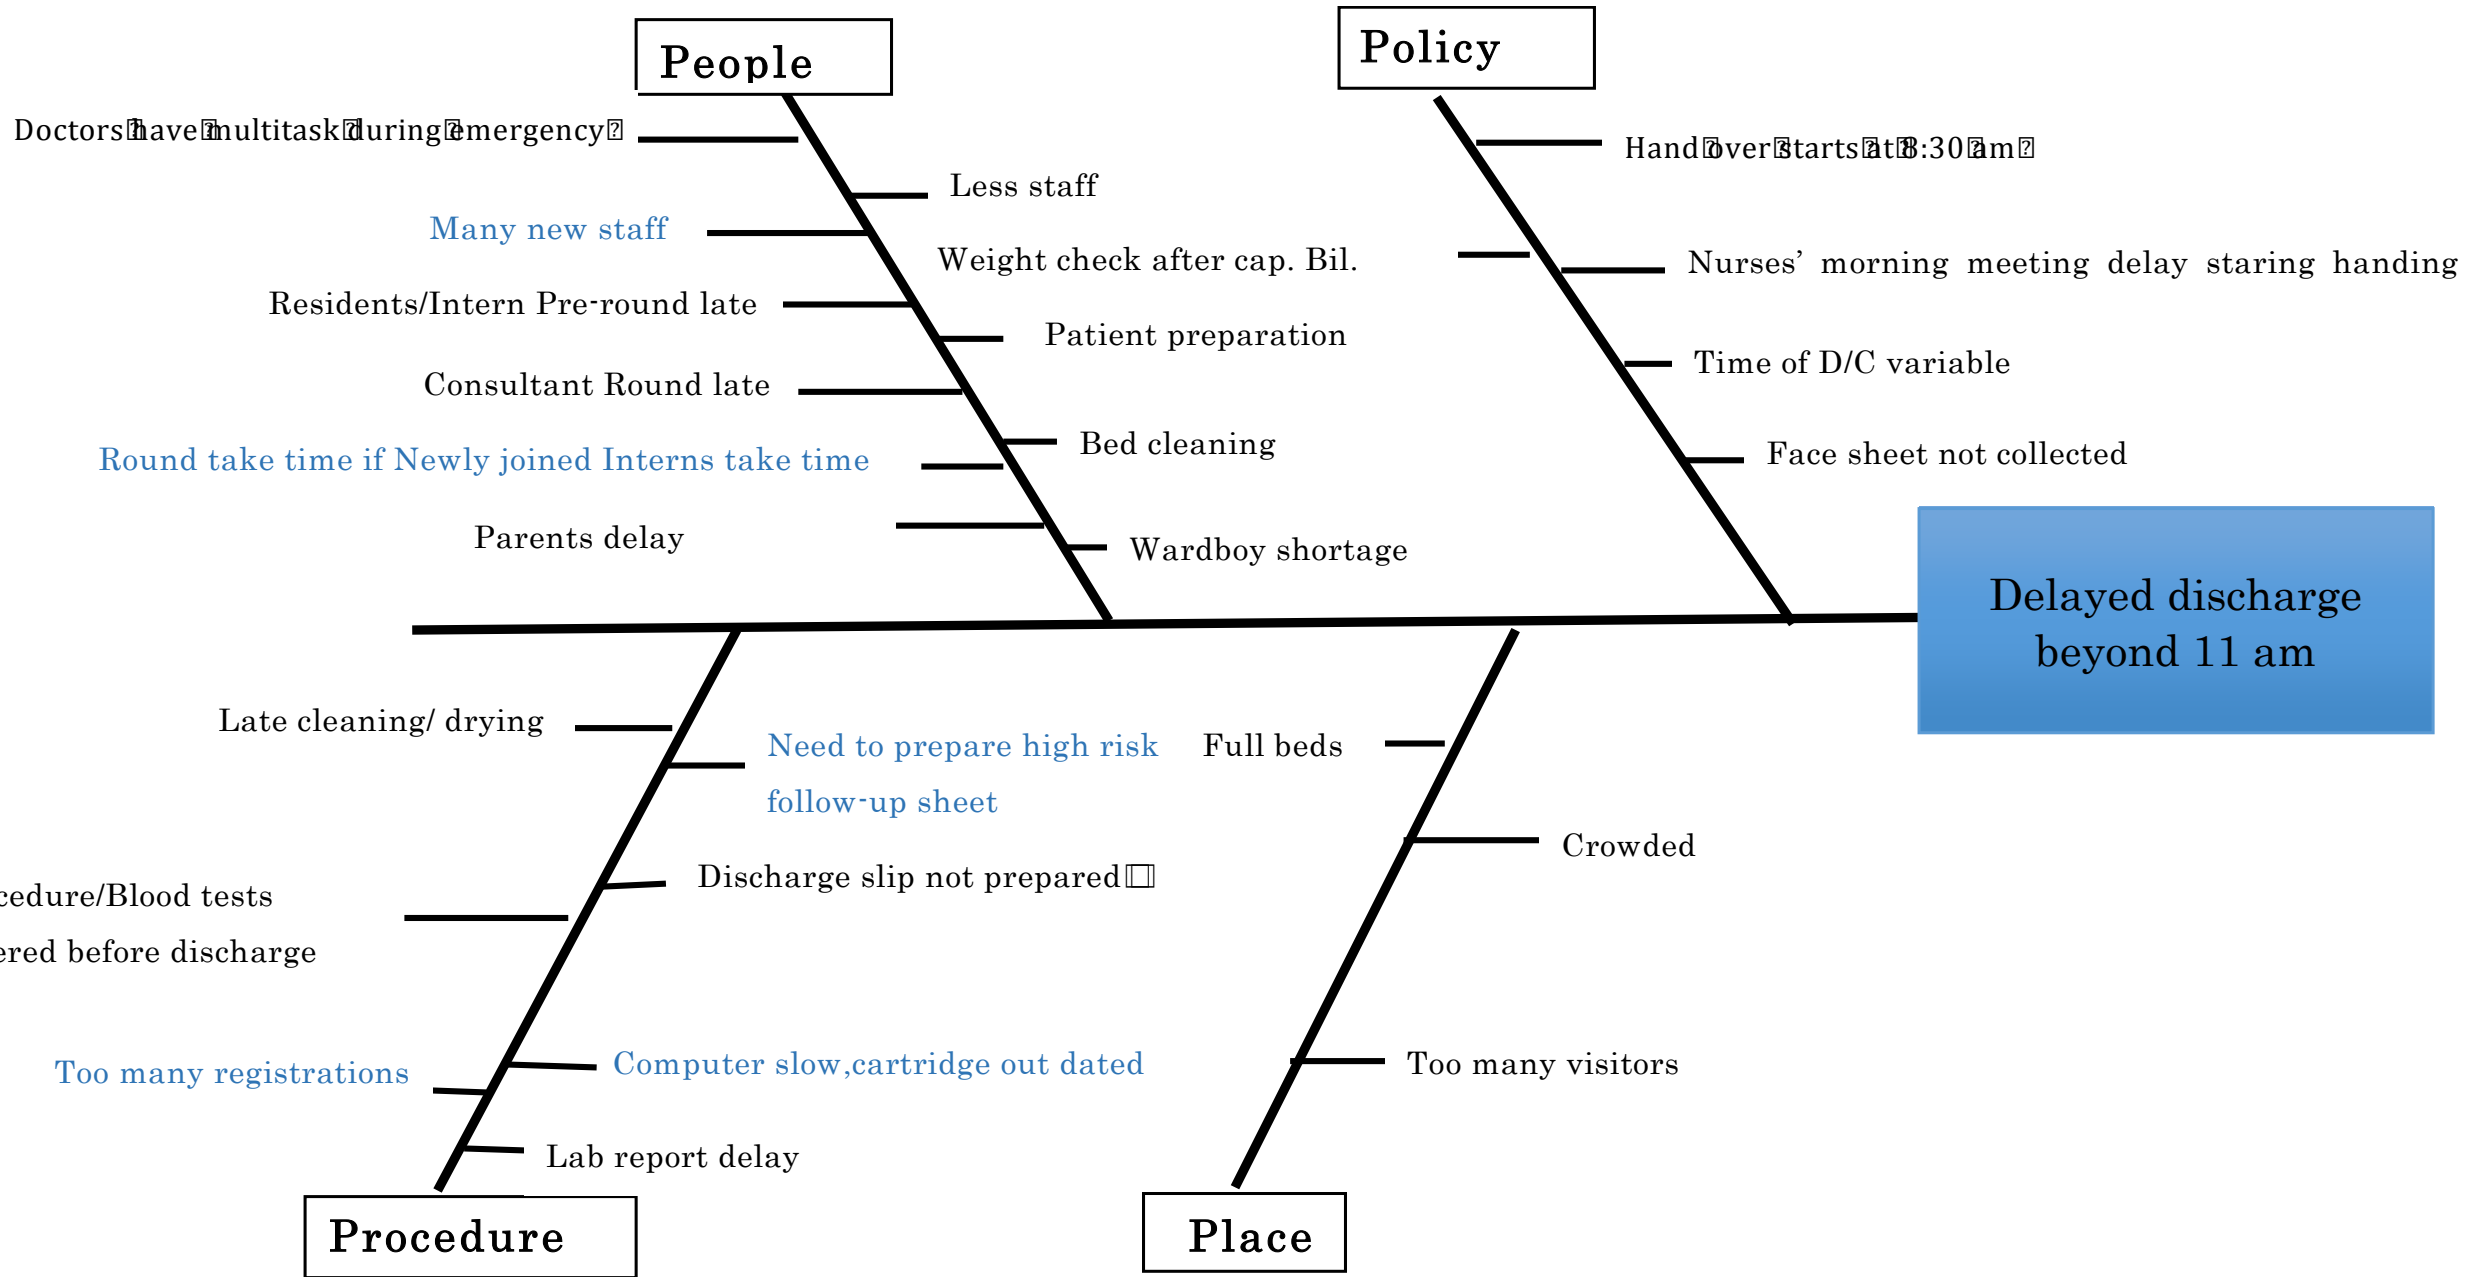 People
Policy
Doctors have multitask during emergency
Hand over starts at 8:30 am
Less staff
Many new staff
Weight check after cap. Bil.
Nurses’ morning meeting delay staring handing
Residents/Intern Pre-round late
Patient preparation
Time of D/C variable
Consultant Round late
Bed cleaning
Face sheet not collected
Round take time if Newly joined Interns take time
Parents delay
Wardboy shortage
Delayed discharge
beyond 11 am
Late cleaning/ drying
Need to prepare high risk
follow-up sheet
Full beds
Crowded
Discharge slip not prepared
cedure/Blood tests
ered before discharge
Too many registrations
Computer slow,cartridge out dated
Too many visitors
Lab report delay
Procedure
Place